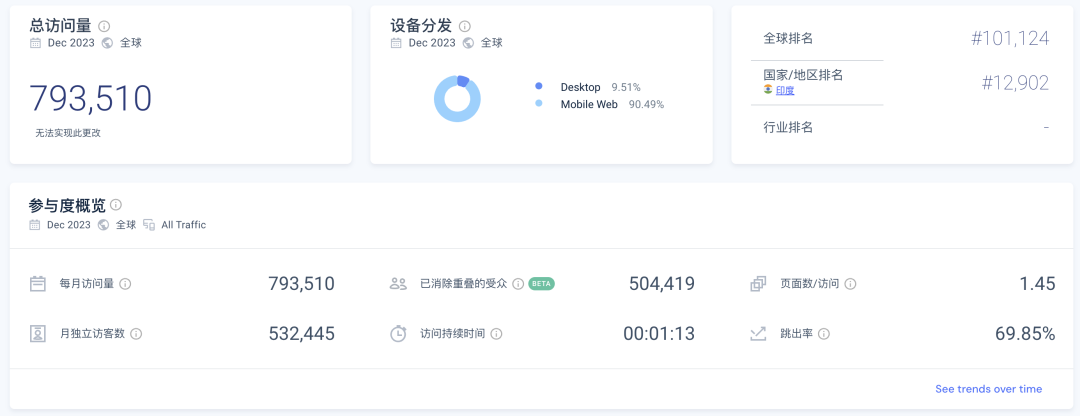 总访问量
Dec 2023 全球
793,510
无法实现此更改
设备分发
Dec 2023 全球
Desktop 9.51%
Mobile Web 90.49%
全球排名 #101,124
国家/地区排名 #12,902
印度
行业排名 -
参与度概览
Dec 2023 全球 All Traffic
每月访问量 793,510
已消除重叠的受众 BETA 504,419
页面数/访问 1.45
月独立访客数 532,445
访问持续时间 00:01:13
跳出率 69.85%
See trends over time